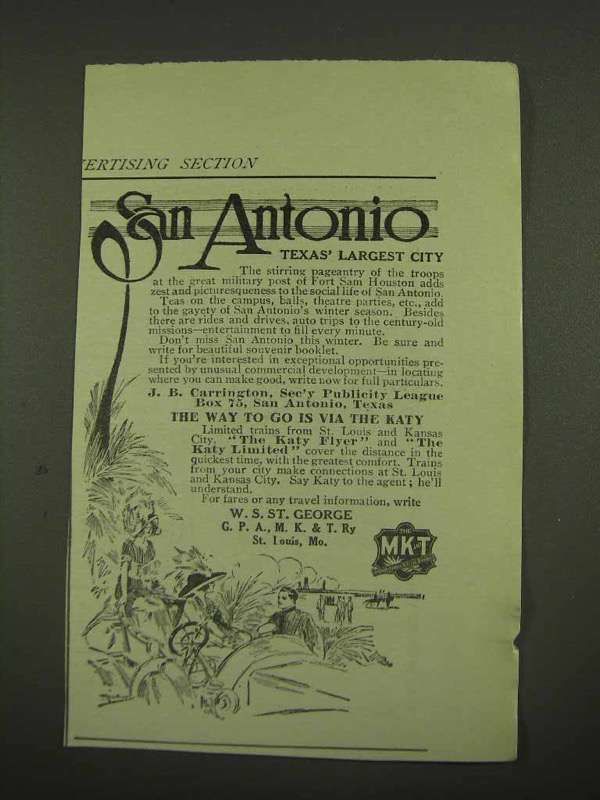 VERTISING SECTION
San Antonio
TEXAS' LARGEST CITY
The stirring pageantry of the troops
at the great military post of Fort Sam Houston adds
zest and picturesqueness to the social life of San Antonio.
Teas on the campus, balls, theatre parties, etc., add
to the gayety of San Antonio's winter season. Besides
there are rides and drives, auto trips to the century-old
missions—entertainment to fill every minute.
Don't miss San Antonio this winter. Be sure and
write for beautiful souvenir booklet.
If you're interested in exceptional opportunities pre-
sented by unusual commercial development—in locating
where you can make good, write now for full particulars.
J. B. Carrington, Sec'y Publicity League
Box 75, San Antonio, Texas
THE WAY TO GO IS VIA THE KATY
Limited trains from St. Louis and Kansas
City. "The Katy Flyer" and "The
Katy Limited" cover the distance in the
quickest time, with the greatest comfort. Trains
from your city make connections at St. Louis
and Kansas City. Say Katy to the agent; he'll
understand.
For fares or any travel information, write
W. S. ST. GEORGE
G. P. A., M. K. & T. Ry
St. Louis, Mo.
THE
MK&T